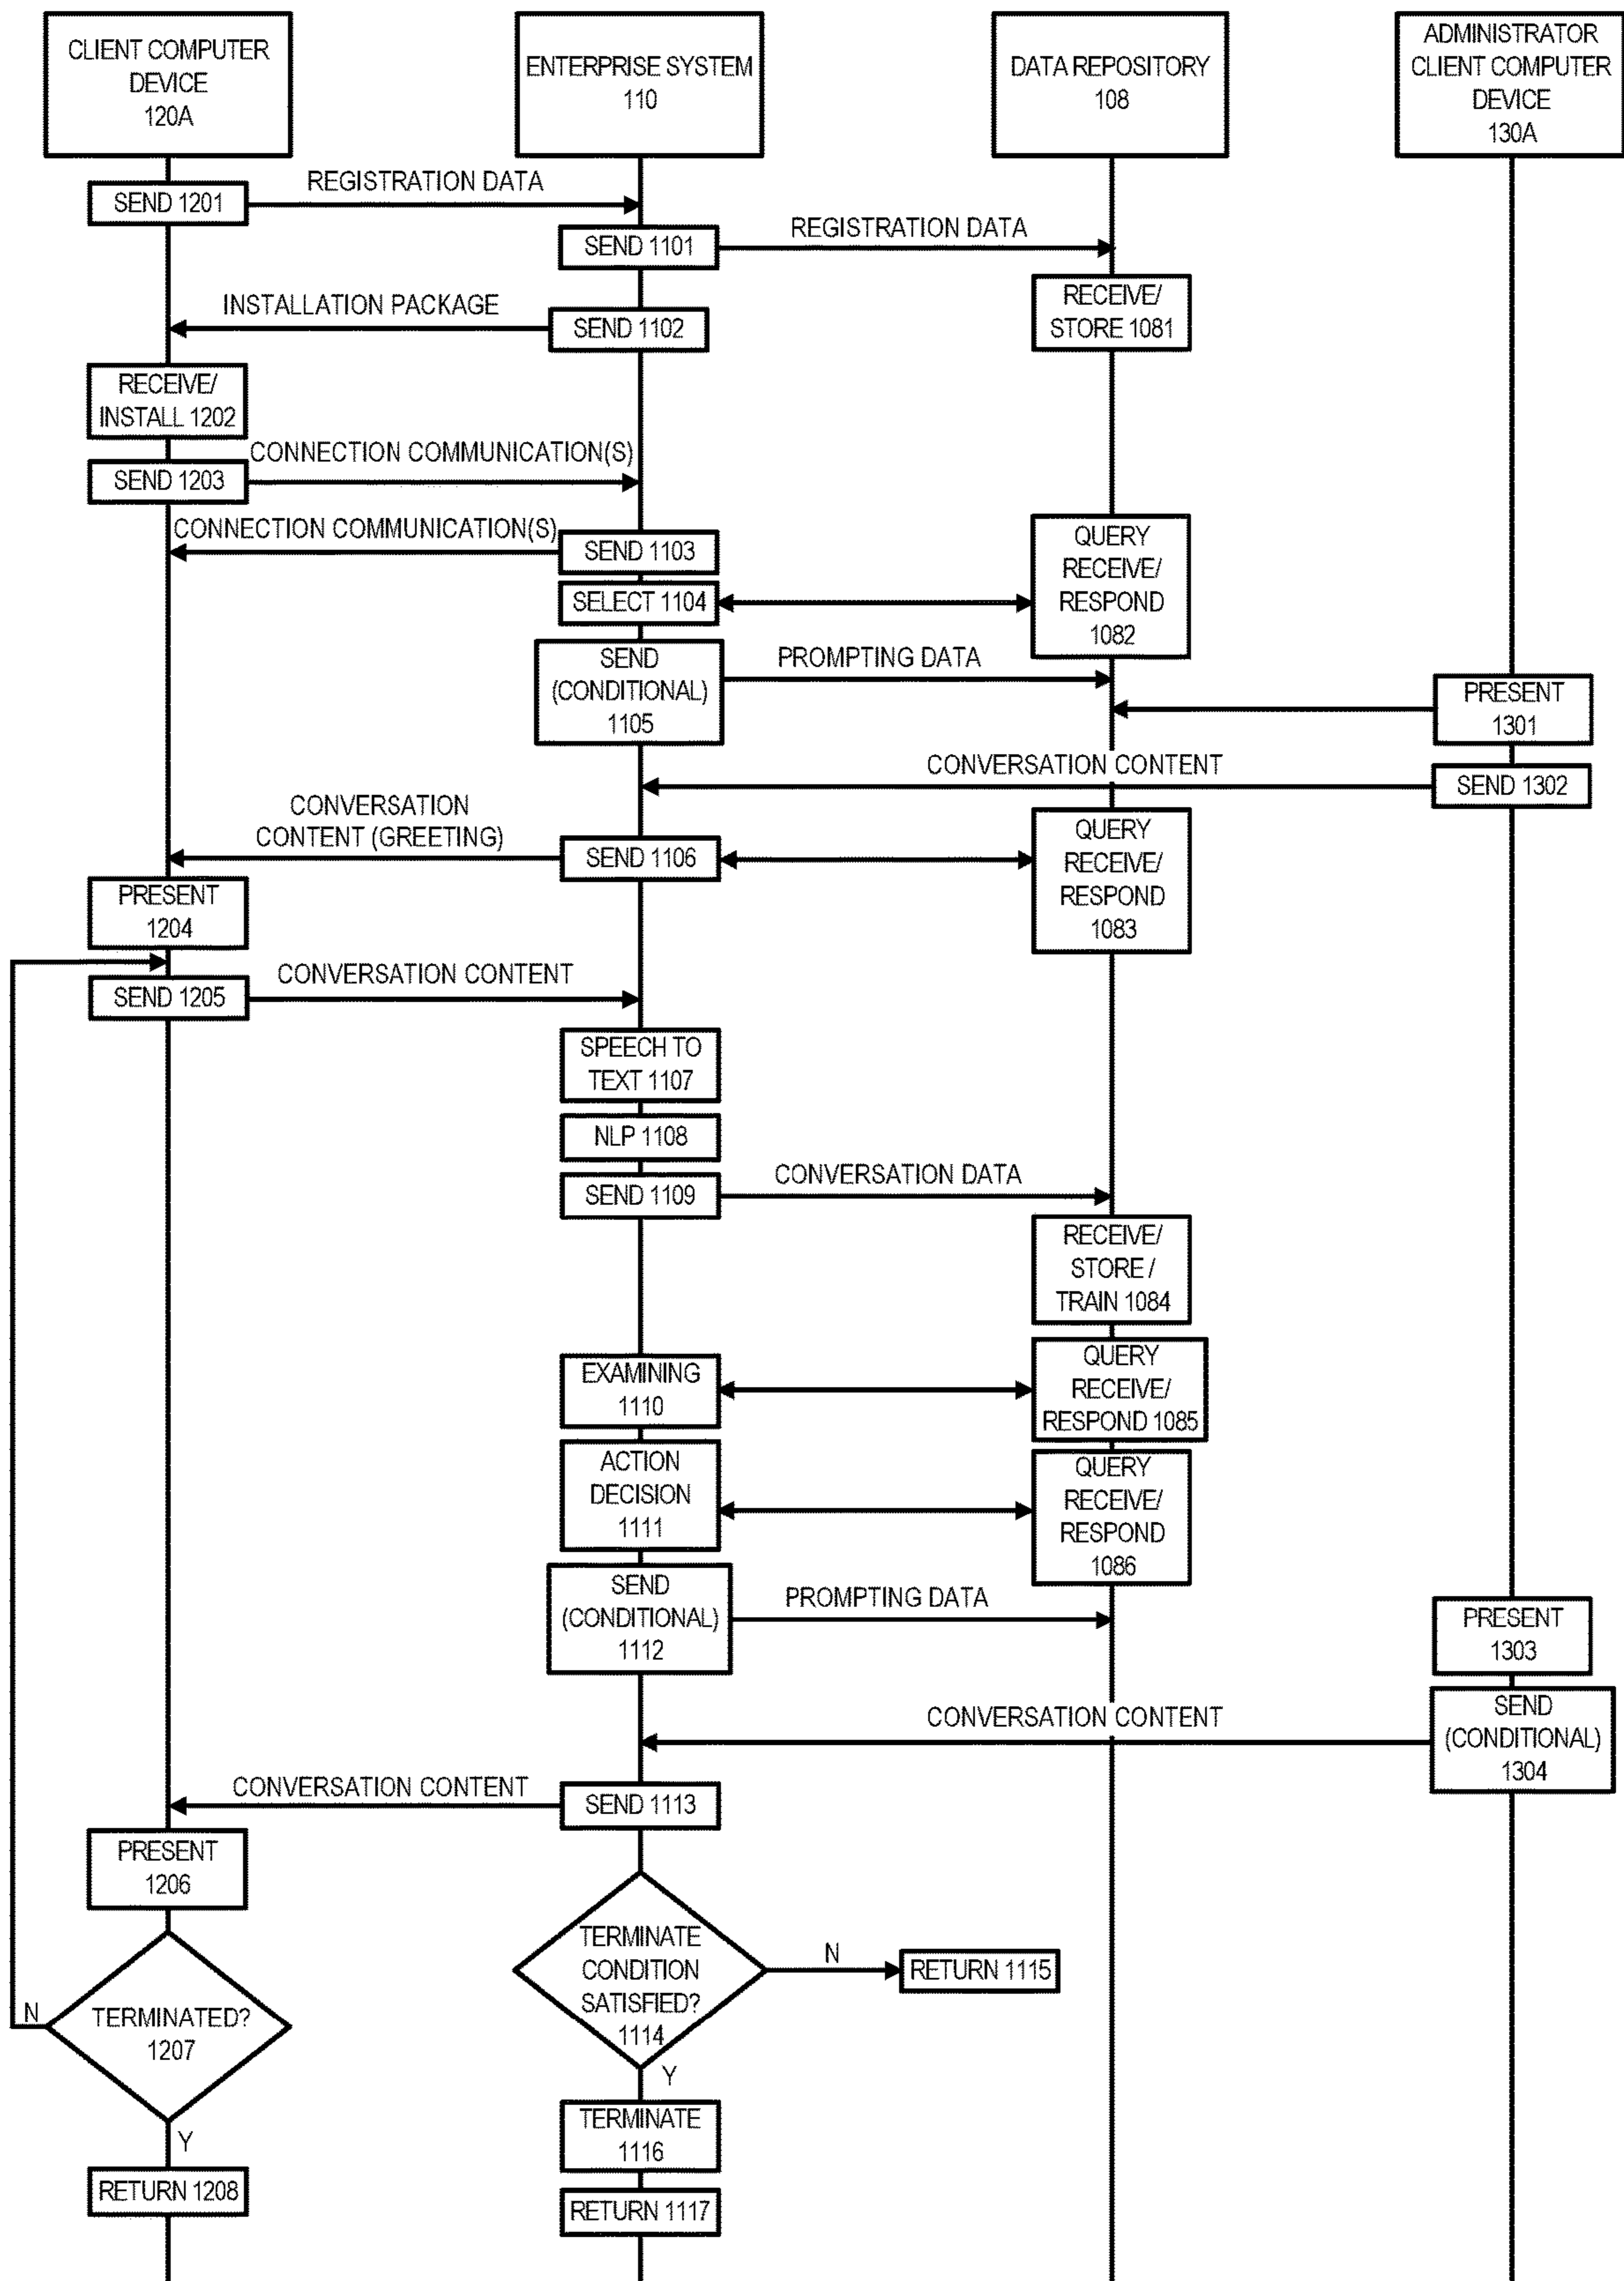 CLIENT COMPUTER
DEVICE
120A
ENTERPRISE SYSTEM
110
DATA REPOSITORY
108
ADMINISTRATOR
CLIENT COMPUTER
DEVICE
130A
SEND 1201
REGISTRATION DATA
SEND 1101
REGISTRATION DATA
RECEIVE/
STORE 1081
INSTALLATION PACKAGE
SEND 1102
RECEIVE/
INSTALL 1202
SEND 1203
CONNECTION COMMUNICATION(S)
CONNECTION COMMUNICATION(S)
SEND 1103
SELECT 1104
QUERY
RECEIVE/
RESPOND
1082
SEND
(CONDITIONAL)
1105
PROMPTING DATA
PRESENT
1301
CONVERSATION CONTENT
SEND 1302
CONVERSATION
CONTENT (GREETING)
SEND 1106
QUERY
RECEIVE/
RESPOND
1083
PRESENT
1204
SEND 1205
CONVERSATION CONTENT
SPEECH TO
TEXT 1107
NLP 1108
SEND 1109
CONVERSATION DATA
RECEIVE/
STORE /
TRAIN 1084
EXAMINING
1110
QUERY
RECEIVE/
RESPOND 1085
ACTION
DECISION
1111
QUERY
RECEIVE/
RESPOND
1086
SEND
(CONDITIONAL)
1112
PROMPTING DATA
PRESENT
1303
CONVERSATION CONTENT
SEND
(CONDITIONAL)
1304
CONVERSATION CONTENT
SEND 1113
PRESENT
1206
TERMINATE
CONDITION
SATISFIED?
1114
N
RETURN 1115
N
TERMINATED?
1207
Y
TERMINATE
1116
Y
RETURN 1208
RETURN 1117